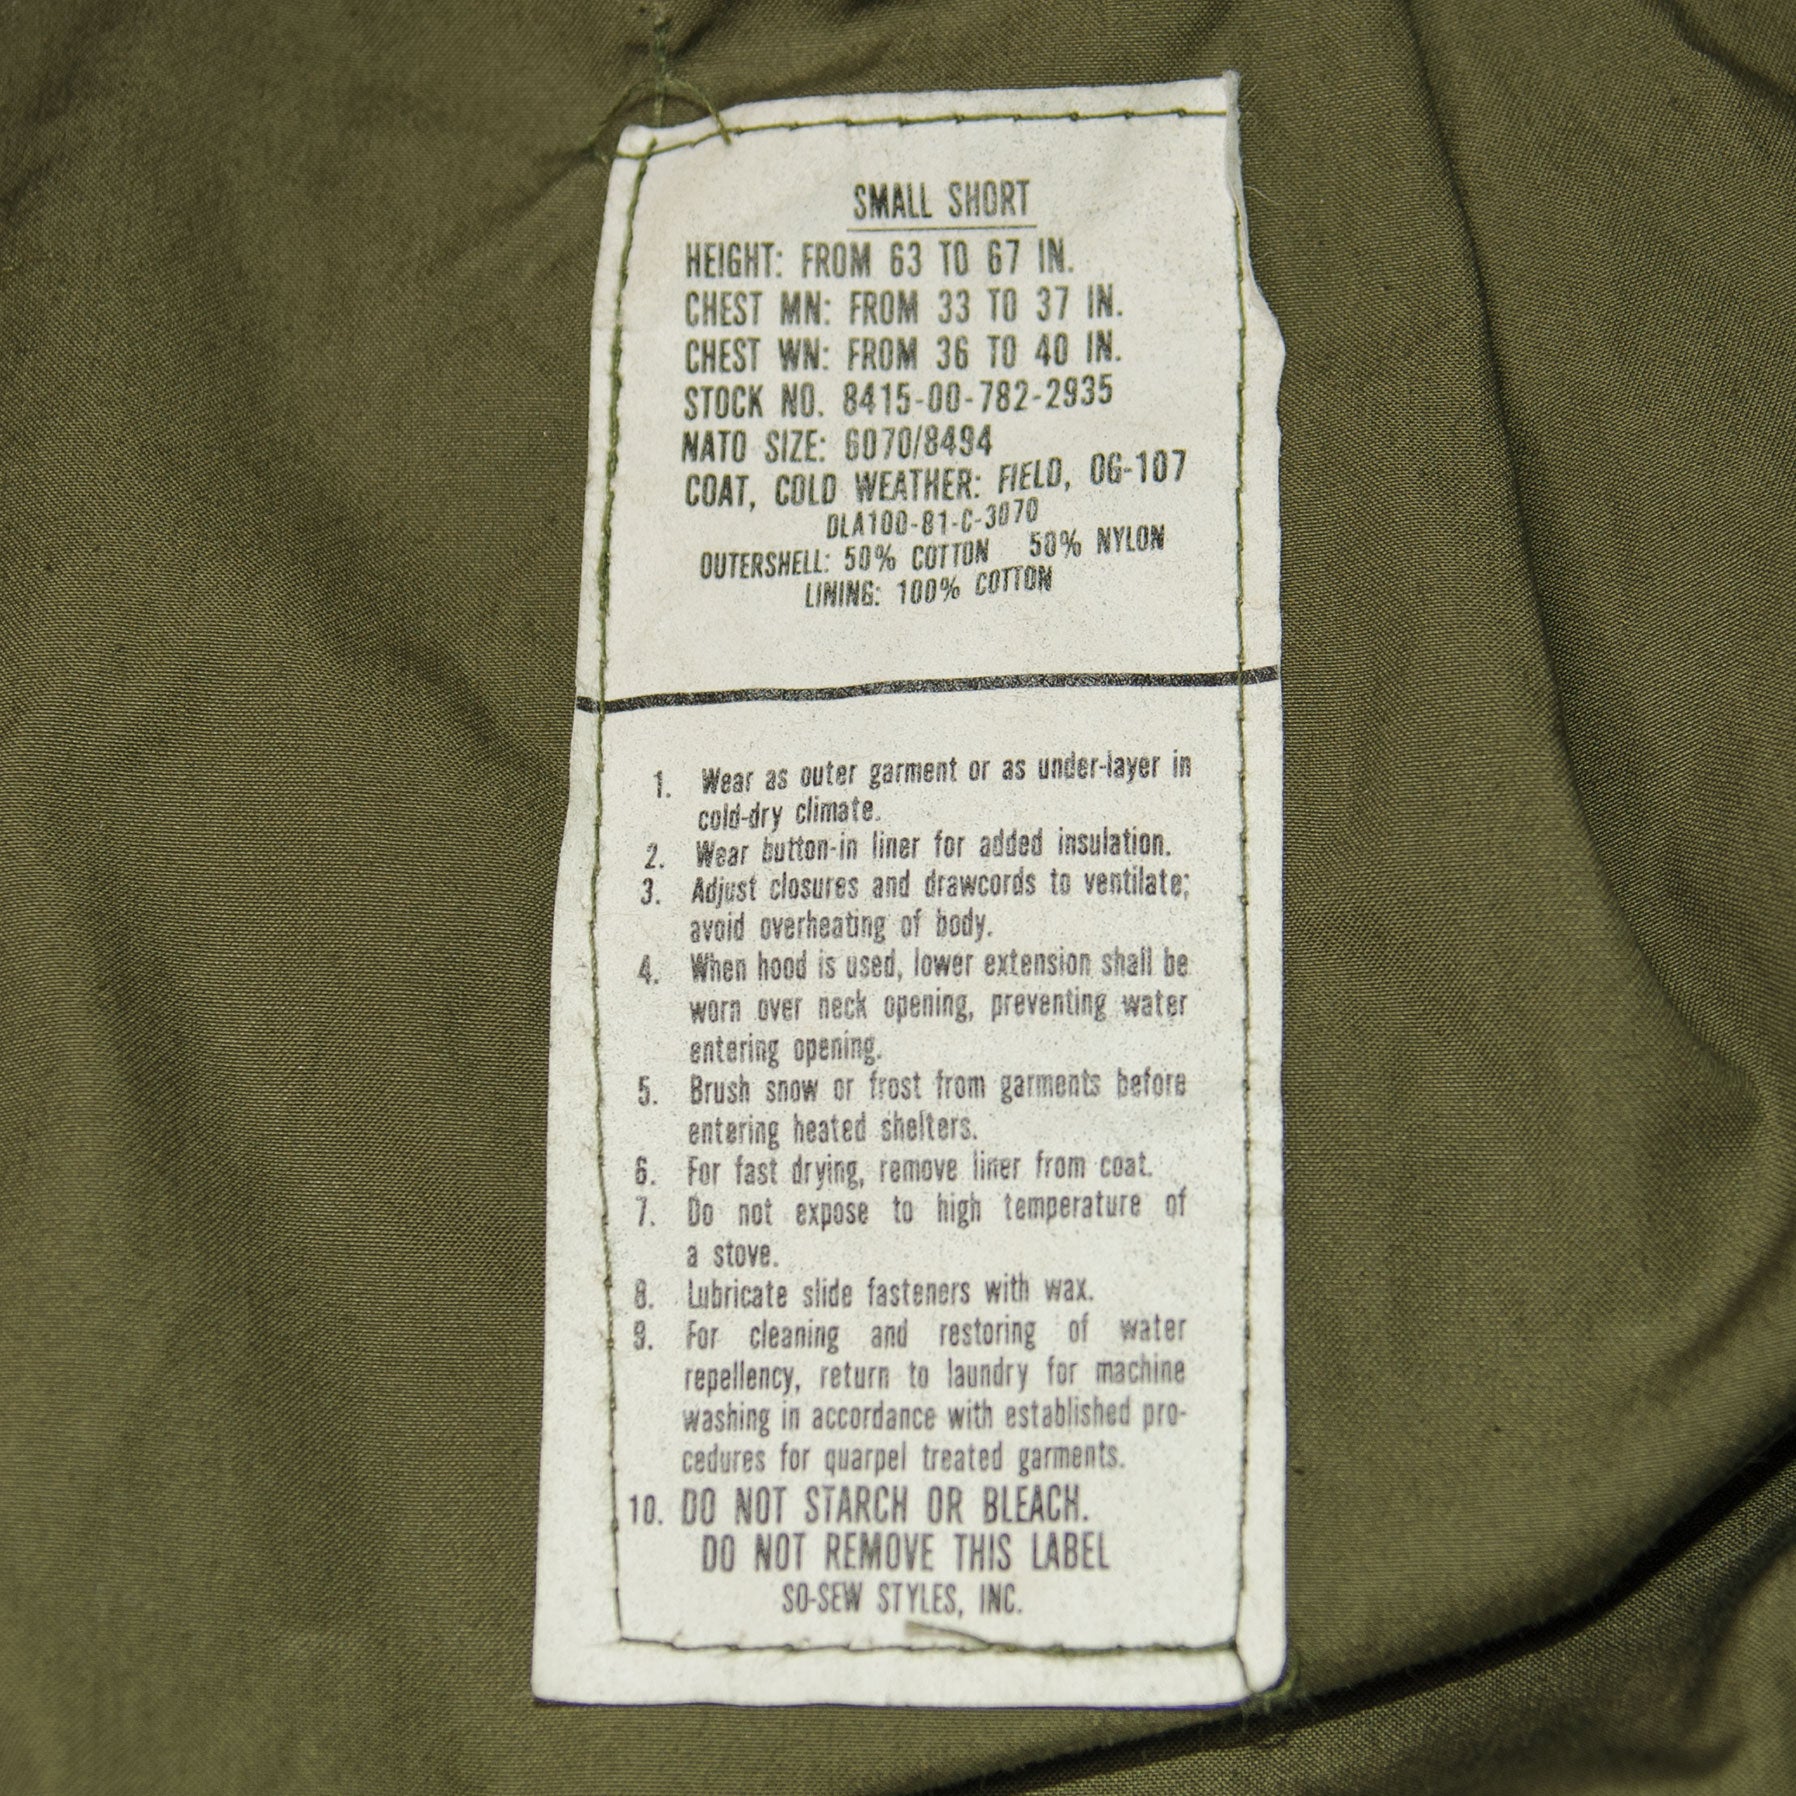 SMALL SHORT
HEIGHT: FROM 63 TO 67 IN.
CHEST MN: FROM 33 TO 37 IN.
CHEST WN: FROM 36 TO 40 IN.
STOCK NO. 8415-00-782-2935
NATO SIZE: 6070/8494
COAT, COLD WEATHER: FIELD, OG-107
DLA100-81-C-3070
OUTERSHELL: 50% COTTON 50% NYLON
LINING: 100% COTTON
1. Wear as outer garment or as under-layer in
cold-dry climate.
2. Wear button-in liner for added insulation.
3. Adjust closures and drawcords to ventilate;
avoid overheating of body.
4. When hood is used, lower extension shall be
worn over neck opening, preventing water
entering opening.
5. Brush snow or frost from garments before
entering heated shelters.
6. For fast drying, remove liner from coat.
7. Do not expose to high temperature of
a stove.
8. Lubricate slide fasteners with wax.
9. For cleaning and restoring of water
repellency, return to laundry for machine
washing in accordance with established pro-
cedures for quarpel treated garments.
10. DO NOT STARCH OR BLEACH.
DO NOT REMOVE THIS LABEL
SO-SEW STYLES, INC.